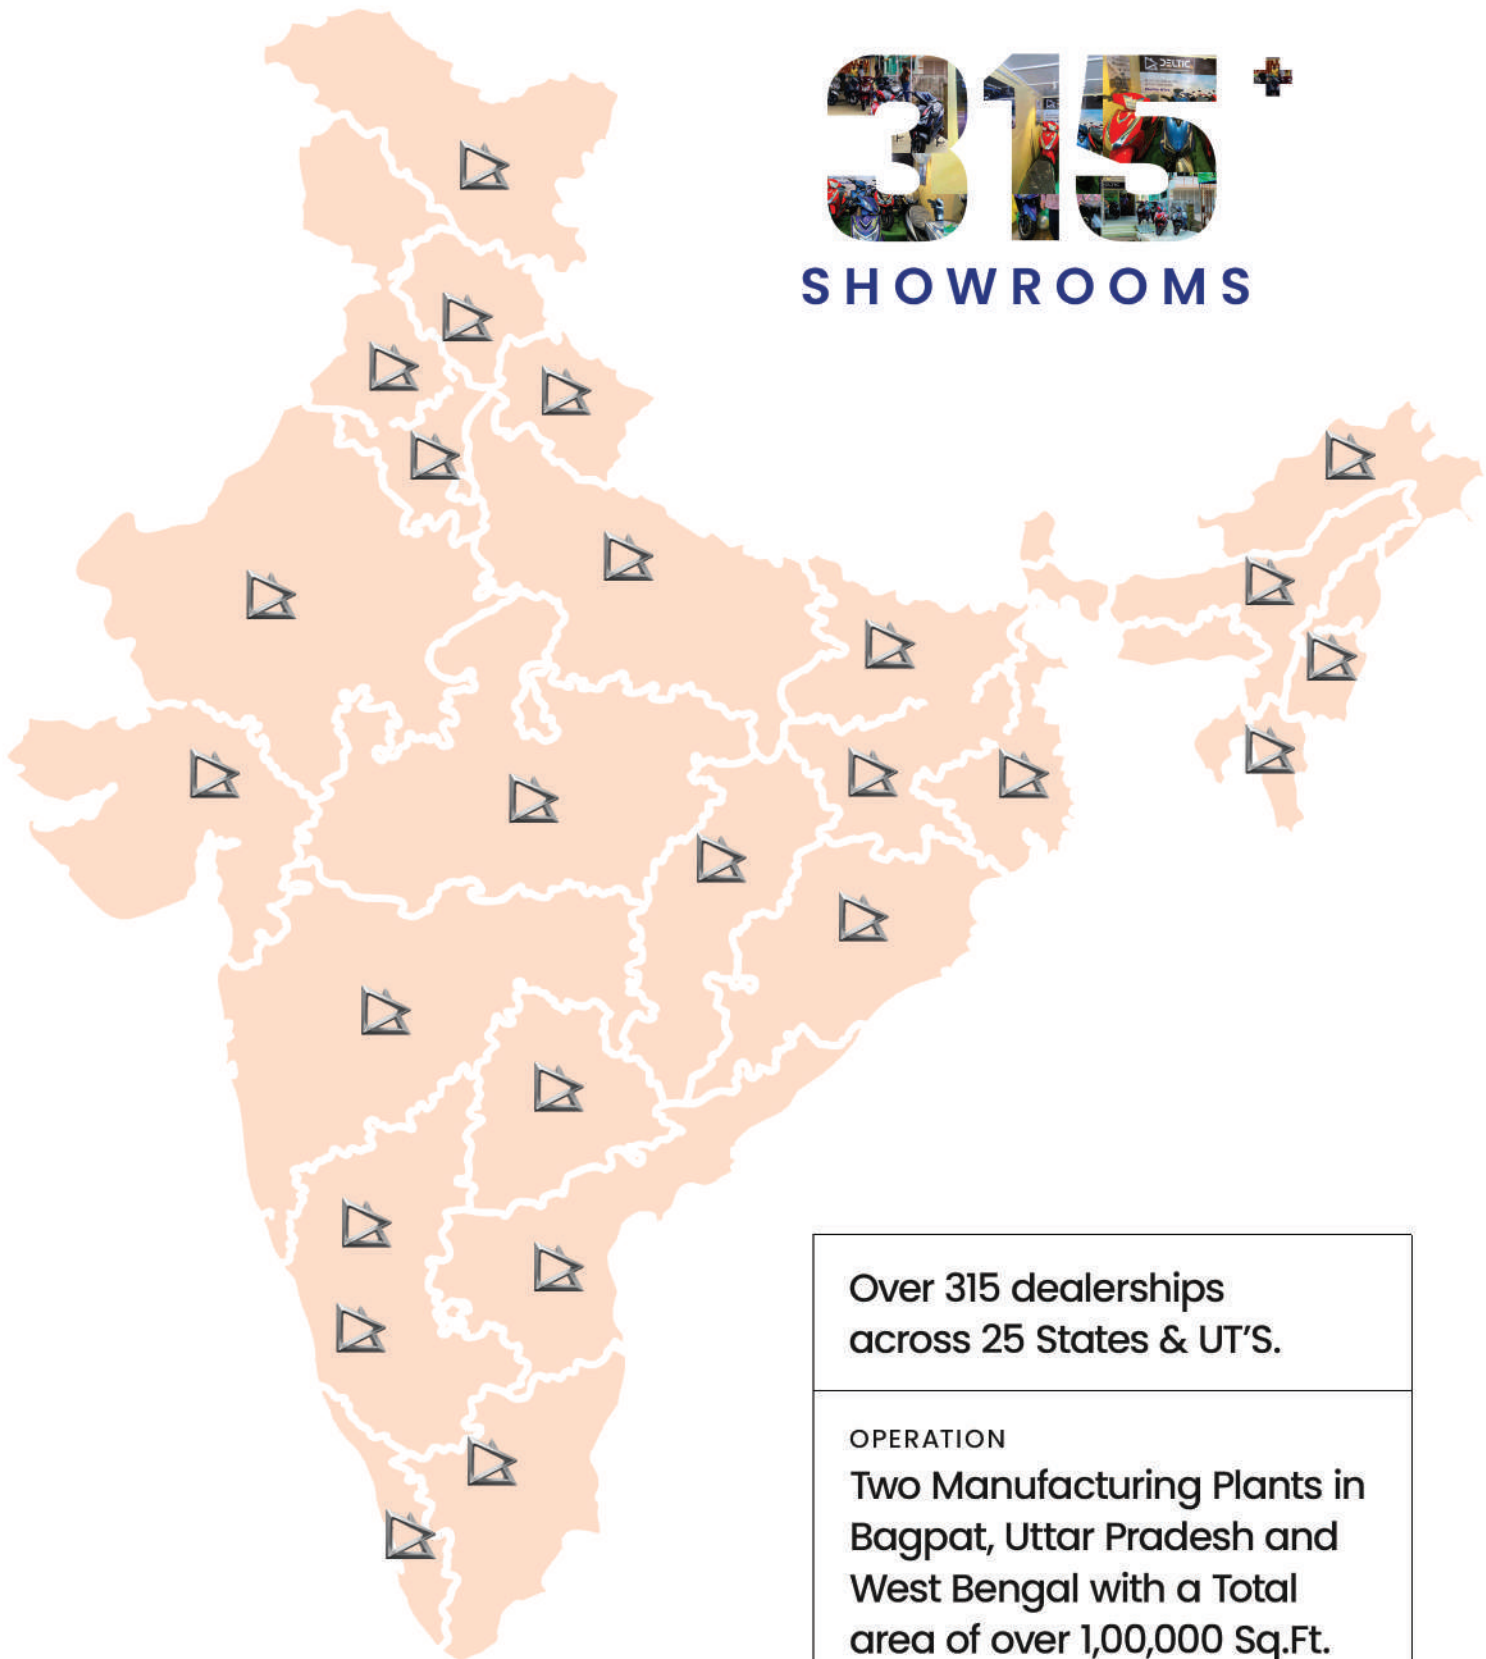 315+
DELTIC
SHOWROOMS
Over 315 dealerships
across 25 States & UT'S.
OPERATION
Two Manufacturing Plants in
Bagpat, Uttar Pradesh and
West Bengal with a Total
area of over 1,00,000 Sq.Ft.